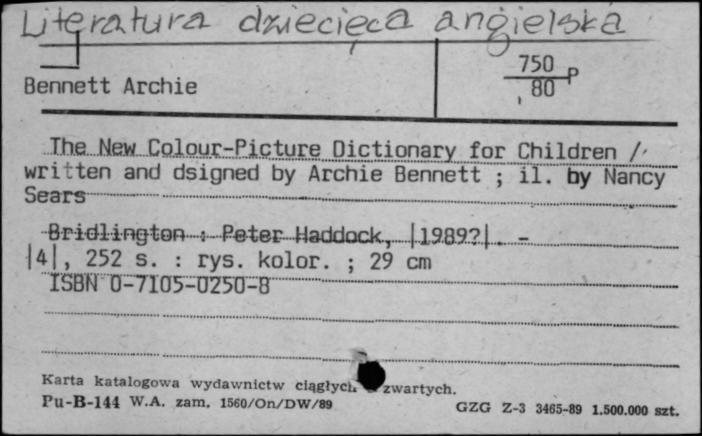 Literatura dziecięca angielska
Bennett Archie
750
80 P
The New Colour-Picture Dictionary for Children /
written and dsigned by Archie Bennett ; il. by Nancy
Sears
Bridlington : Peter Haddock, |1989?|. -
|4|, 252 s. : rys. kolor. ; 29 cm
ISBN 0-7105-0250-8
Karta katalogowa wydawnictw ciągłych zwartych.
Pu-B-144 W.A. zam. 1560/On/DW/89
GZG Z-3 3465-89 1.500.000 szt.